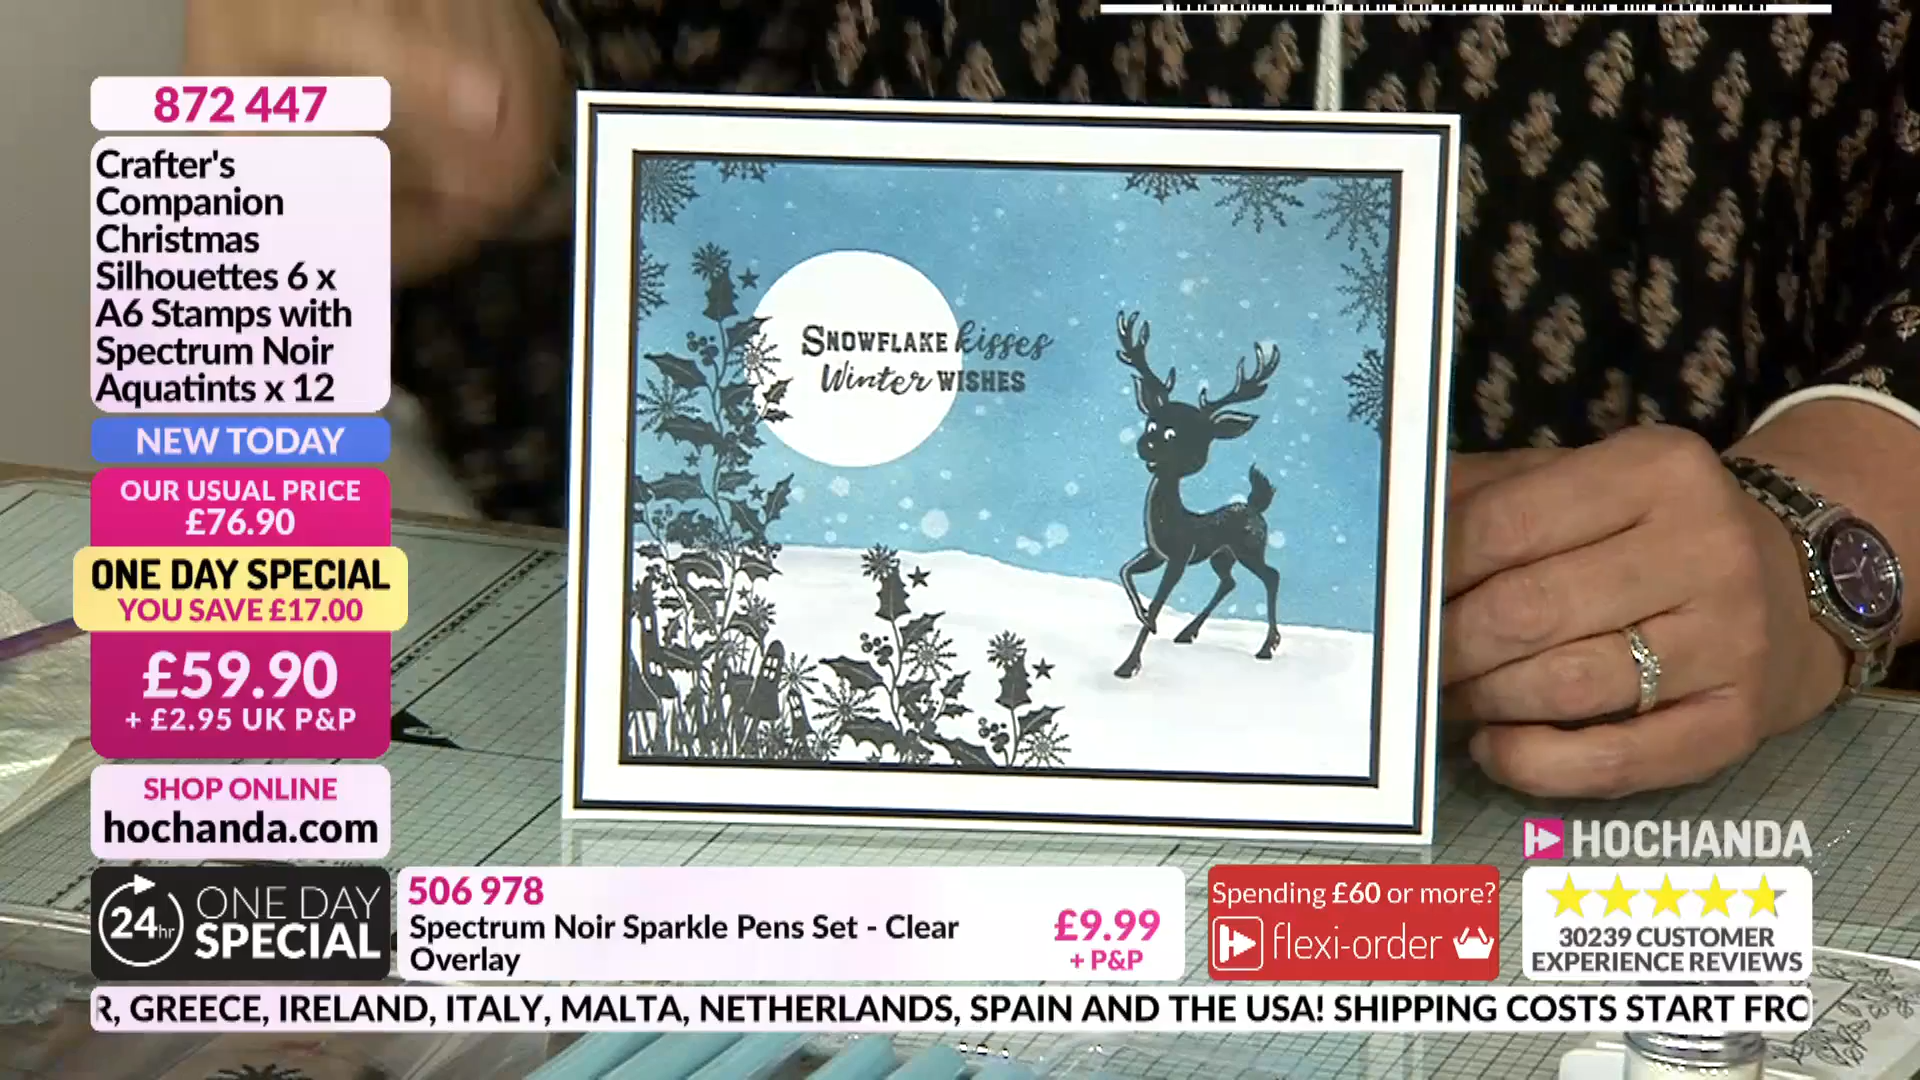 872 447
Crafter's
Companion
Christmas
Silhouettes 6 x
A6 Stamps with
Spectrum Noir
Aquatints x 12
NEW TODAY
OUR USUAL PRICE
£76.90
ONE DAY SPECIAL
YOU SAVE £17.00
£59.90
+ £2.95 UK P&P
SHOP ONLINE
hochanda.com
24hr
ONE DAY
SPECIAL
SNOWFLAKE kisses
Winter WISHES
506 978
Spectrum Noir Sparkle Pens Set - Clear
Overlay
£9.99
+ P&P
Spending £60 or more?
flexi-order
HOCHANDA
30239 CUSTOMER
EXPERIENCE REVIEWS
R, GREECE, IRELAND, ITALY, MALTA, NETHERLANDS, SPAIN AND THE USA! SHIPPING COSTS START FRO